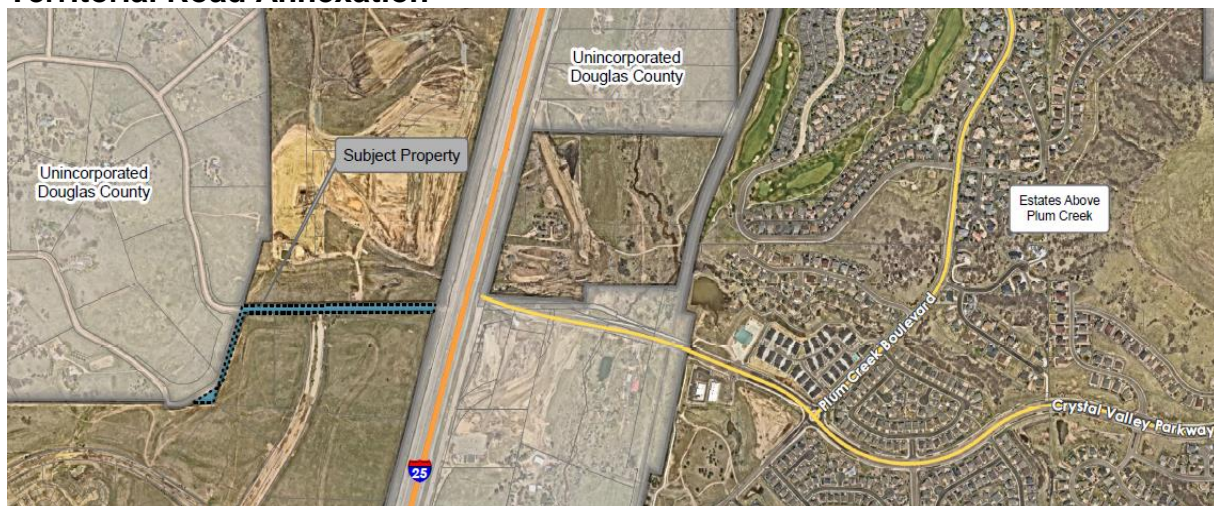 Territorial Road Annexation
Unincorporated
Douglas County
Subject Property
Unincorporated
Douglas County
Estates Above
Plum Creek
Plum Creek Boulevard
Crystal Valley Parkway
25